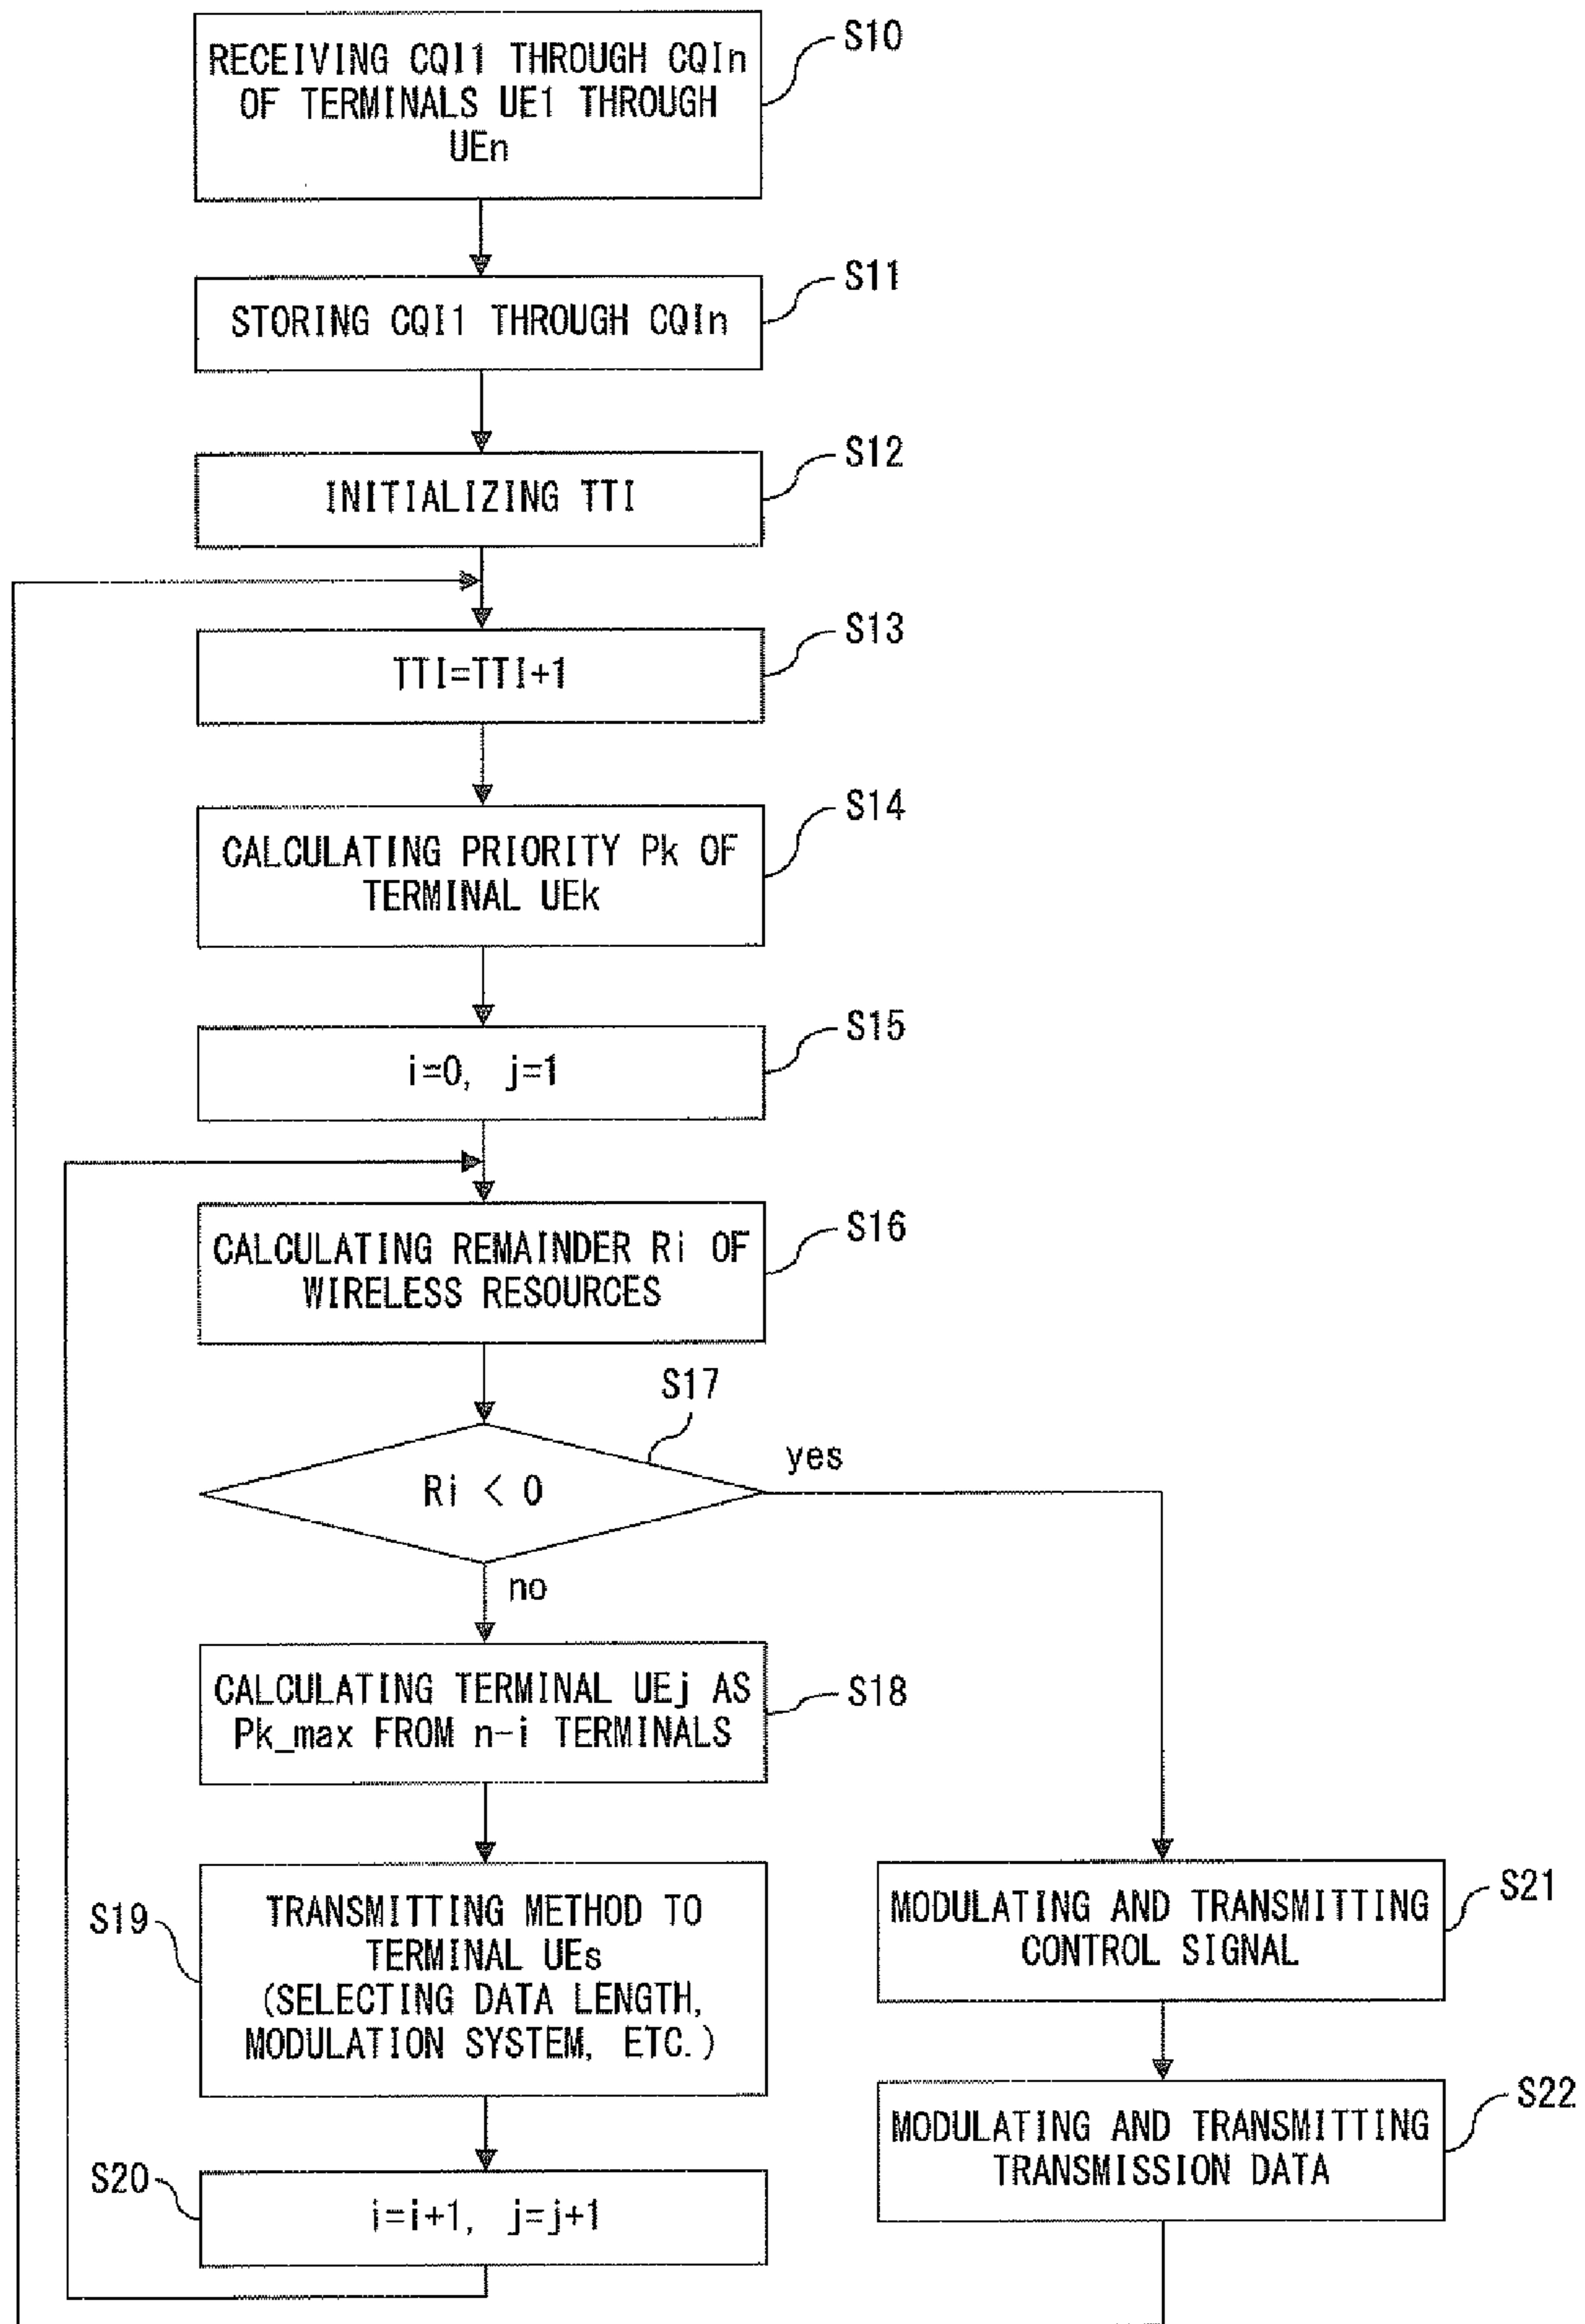 RECEIVING CQI1 THROUGH CQIn
OF TERMINALS UE1 THROUGH
UEn
S10
STORING CQI1 THROUGH CQIn
S11
INITIALIZING TTI
S12
TTI=TTI+1
S13
CALCULATING PRIORITY Pk OF
TERMINAL UEk
S14
i=0, j=1
S15
CALCULATING REMAINDER Ri OF
WIRELESS RESOURCES
S16
Ri < 0
S17
yes
no
CALCULATING TERMINAL UEj AS
Pk_max FROM n-i TERMINALS
S18
S19
TRANSMITTING METHOD TO
TERMINAL UEs
(SELECTING DATA LENGTH,
MODULATION SYSTEM, ETC.)
S20
i=i+1, j=j+1
MODULATING AND TRANSMITTING
CONTROL SIGNAL
S21
MODULATING AND TRANSMITTING
TRANSMISSION DATA
S22